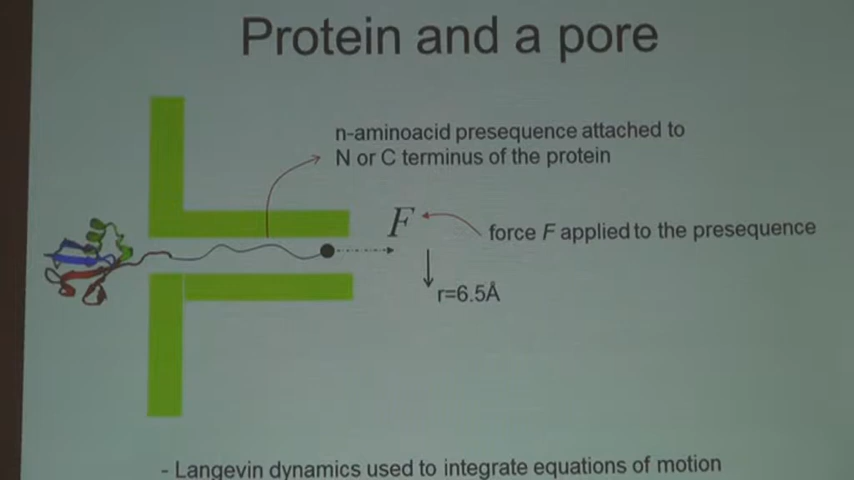 Protein and a pore
n-aminoacid presequence attached to
N or C terminus of the protein
F
force F applied to the presequence
r=6.5Å
- Langevin dynamics used to integrate equations of motion